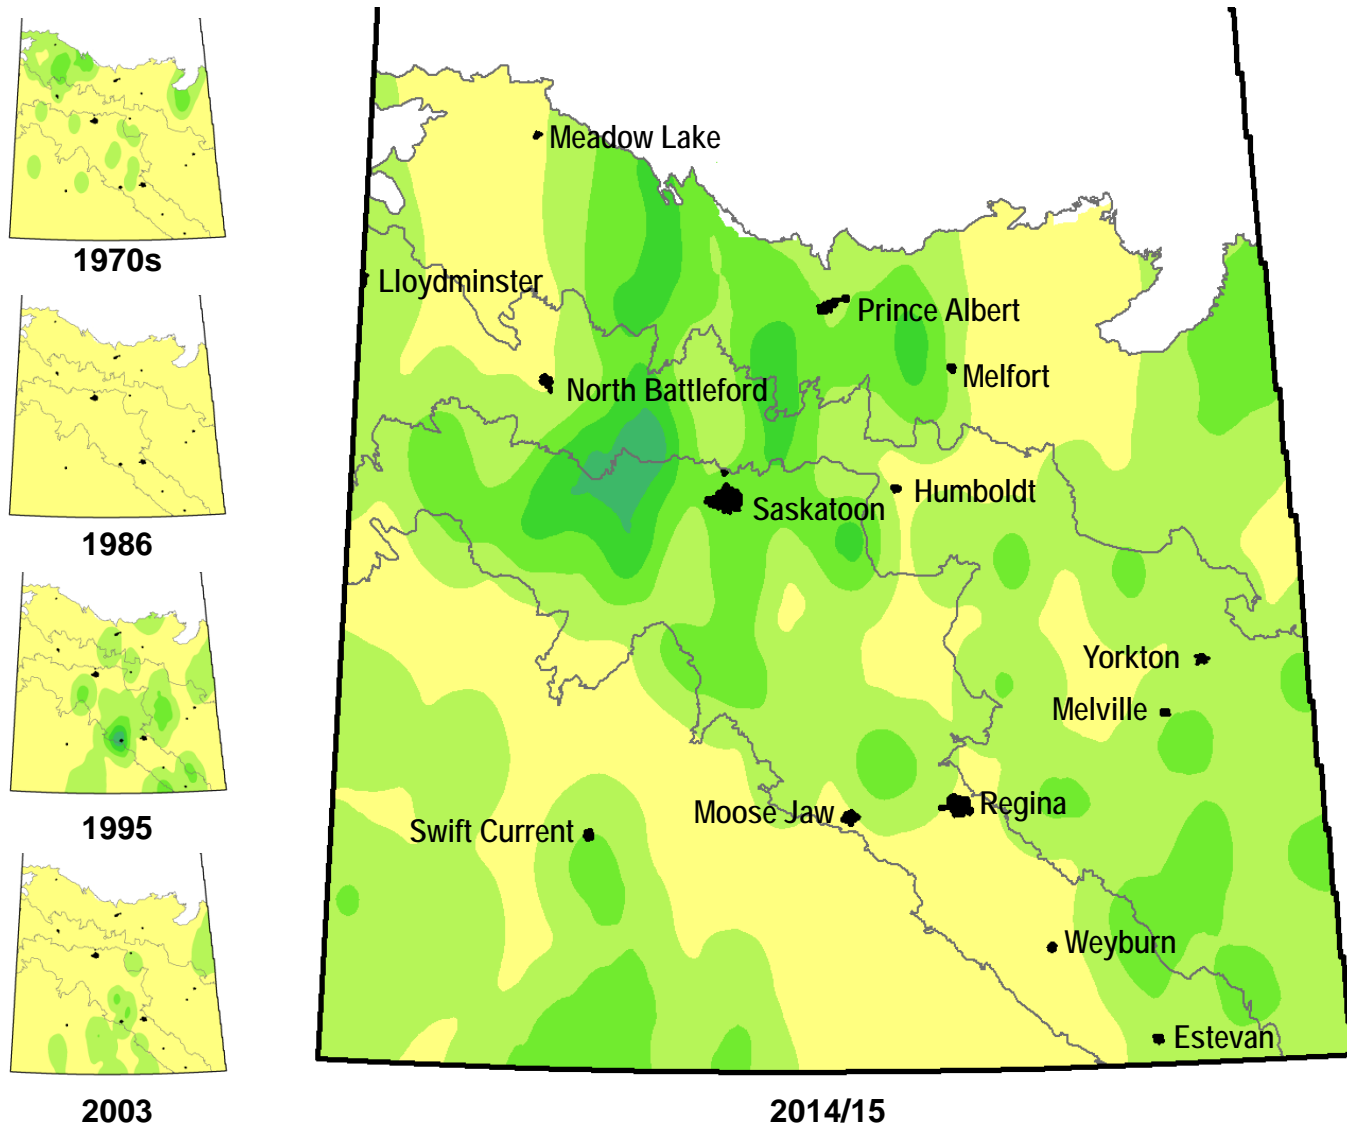 1970s
1986
1995
2003
Meadow Lake
Lloydminster
Prince Albert
Melfort
North Battleford
Humboldt
Saskatoon
Yorkton
Melville
Regina
Moose Jaw
Swift Current
Weyburn
Estevan
2014/15